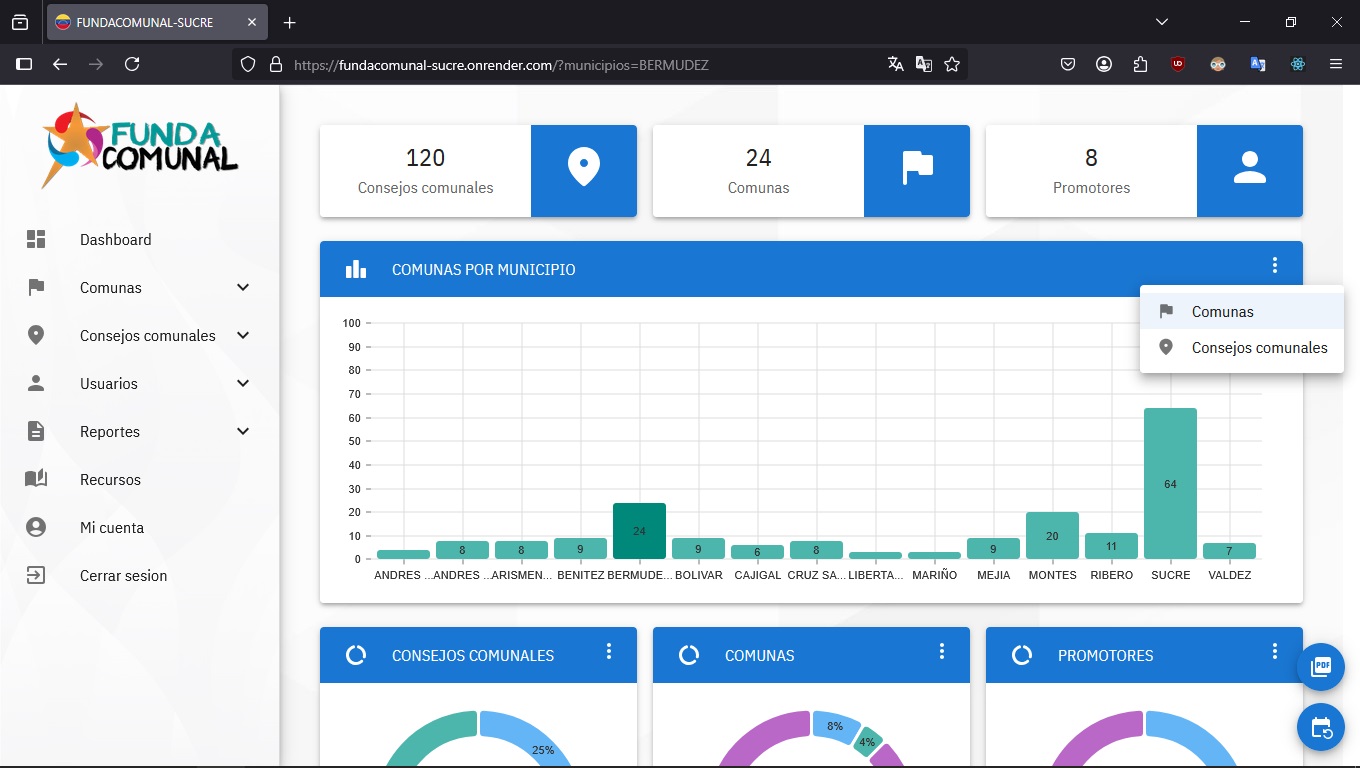 FUNDACOMUNAL-SUCRE
https://fundacomunal-sucre.onrender.com/?municipios=BERMUDEZ
FUNDA
COMUNAL
Dashboard
Comunas
Consejos comunales
Usuarios
Reportes
Recursos
Mi cuenta
Cerrar sesion
120
Consejos comunales
24
Comunas
8
Promotores
COMUNAS POR MUNICIPIO
Comunas
Consejos comunales
100
90
80
70
60
50
40
30
20
10
0
8
8
9
24
9
6
8
9
20
11
64
7
ANDRES ... ANDRES ... ARISMEN... BENITEZ BERMUDE... BOLIVAR CAJIGAL CRUZ SA... LIBERTA... MARIÑO MEJIA MONTES RIBERO SUCRE VALDEZ
CONSEJOS COMUNALES
25%
COMUNAS
8%
4%
PROMOTORES
PDF